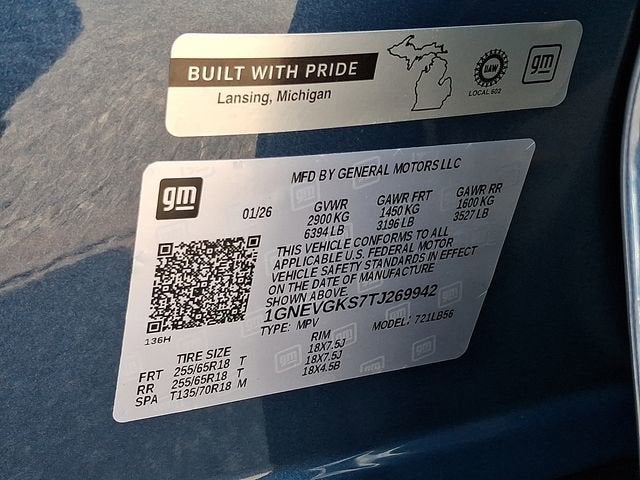 BUILT WITH PRIDE
Lansing, Michigan
UAW
LOCAL 602
gm
gm
MFD BY GENERAL MOTORS LLC
01/26
GVWR GAWR FRT GAWR RR
2900 KG 1450 KG 1600 KG
6394 LB 3196 LB 3527 LB
THIS VEHICLE CONFORMS TO ALL
APPLICABLE U.S. FEDERAL MOTOR
VEHICLE SAFETY STANDARDS IN EFFECT
ON THE DATE OF MANUFACTURE
SHOWN ABOVE.
1GNEVGKS7TJ269942
TYPE: MPV MODEL: 721LB56
136H
TIRE SIZE RIM
FRT 255/65R18 T 18X7.5J
RR 255/65R18 T 18X7.5J
SPA T135/70R18 M 18X4.5B